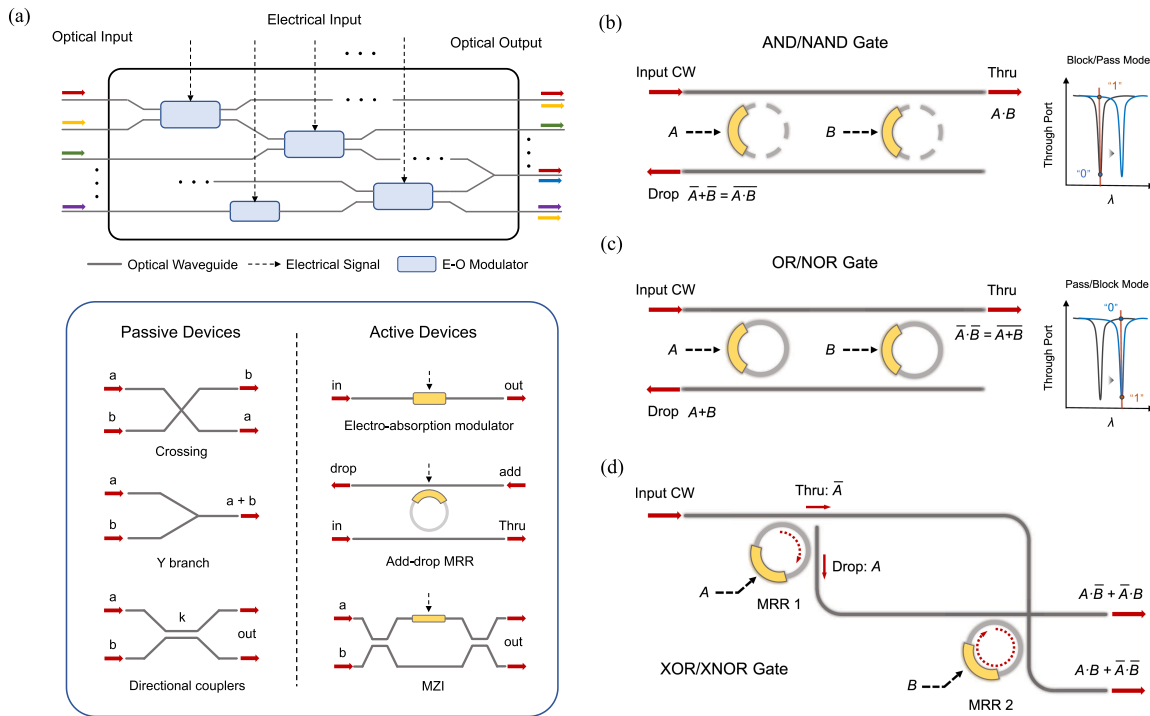 (a)
Electrical Input
Optical Input
Optical Output
Optical Waveguide
Electrical Signal
E-O Modulator
Passive Devices
a
b
b
a
Crossing
a
b
a + b
Y branch
a
k
b
out
Directional couplers
Active Devices
in
out
Electro-absorption modulator
drop
add
in
Thru
Add-drop MRR
a
b
out
MZI
(b)
AND/NAND Gate
Input CW
Thru
A·B
A
B
Drop A̅+B̅ = \overline{A·B}
Block/Pass Mode
Through Port
"1"
"0"
λ
(c)
OR/NOR Gate
Input CW
Thru
A̅·B̅ = \overline{A+B}
A
B
Drop A+B
Pass/Block Mode
Through Port
"0"
"1"
λ
(d)
Input CW
Thru: A̅
Drop: A
A
MRR 1
A·B̅ + A̅·B
XOR/XNOR Gate
B
MRR 2
A·B + A̅·B̅